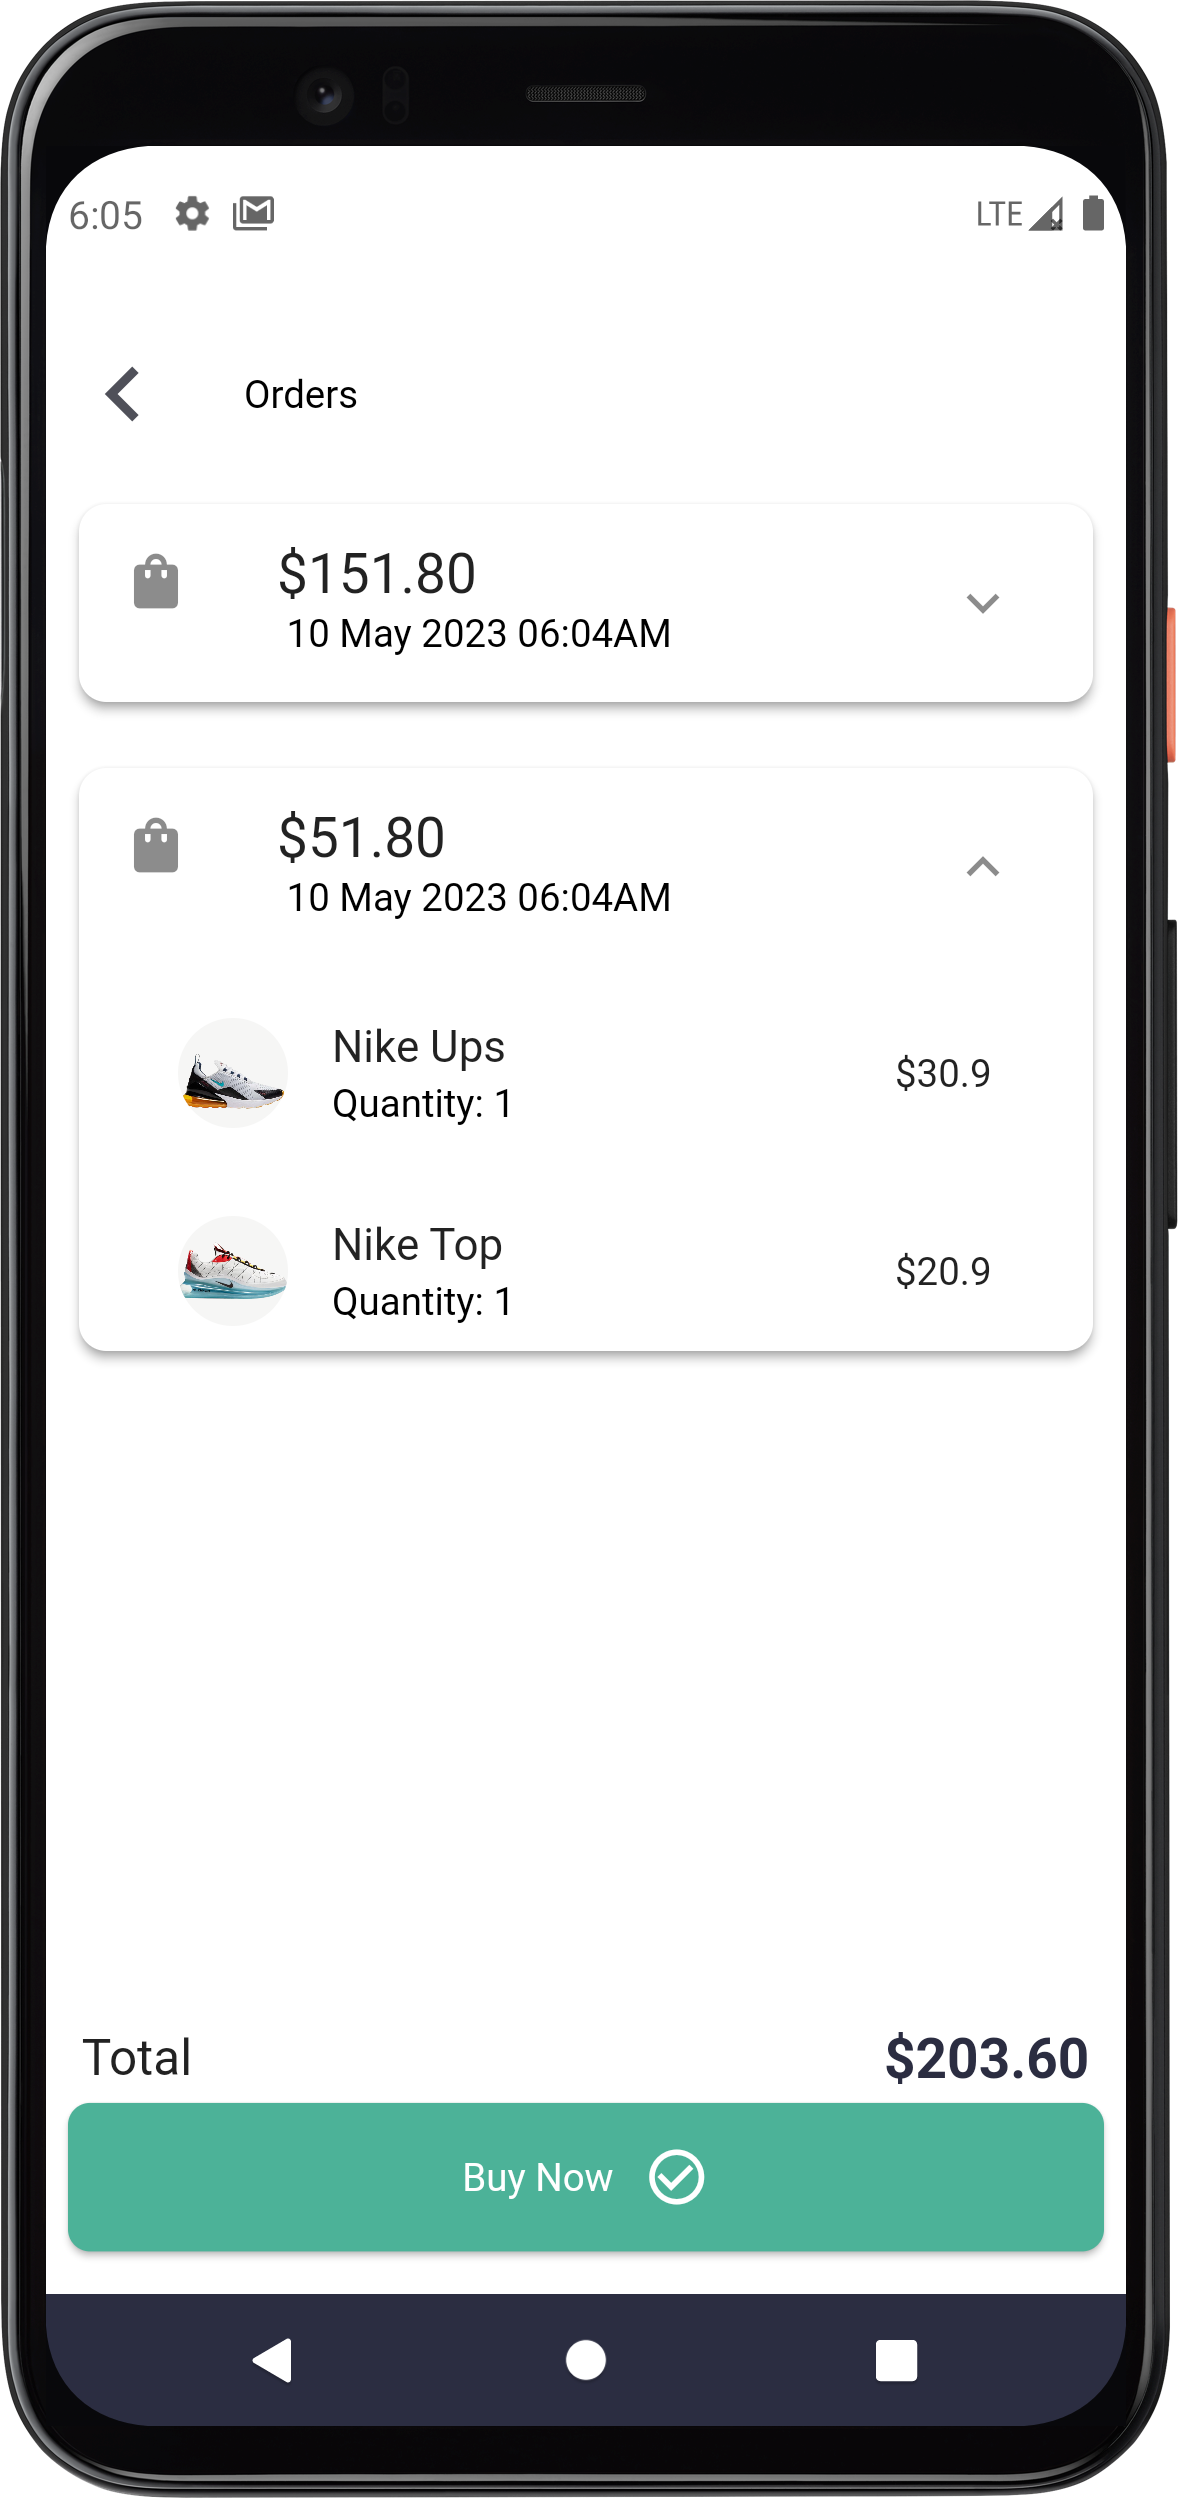 6:05
LTE
Orders
$151.80
10 May 2023 06:04AM
$51.80
10 May 2023 06:04AM
Nike Ups
Quantity: 1
$30.9
Nike Top
Quantity: 1
$20.9
Total
$203.60
Buy Now